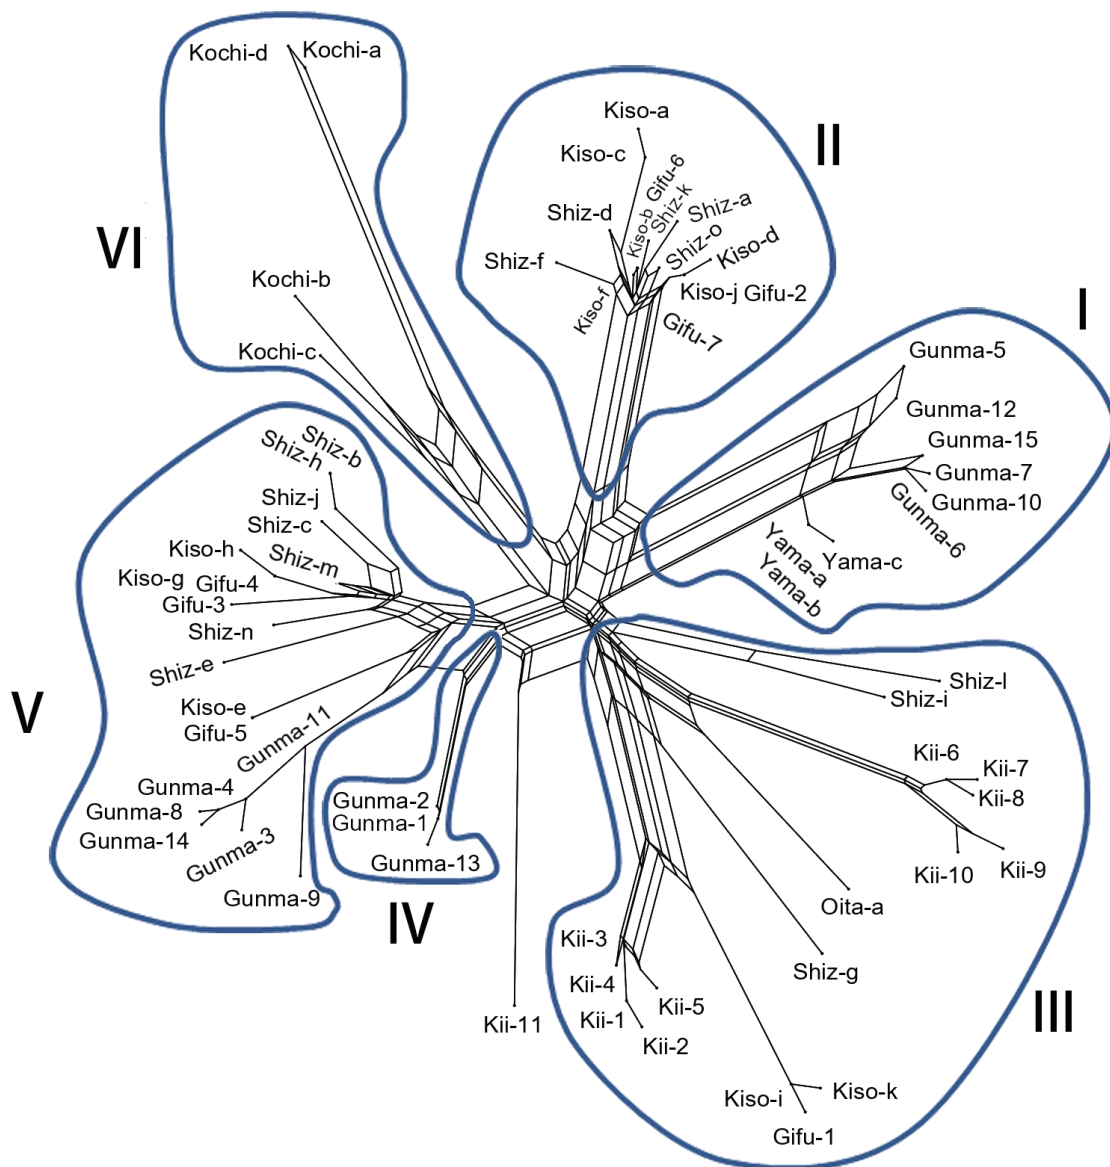 Kochi-d
Kochi-a
VI
Kochi-b
Kochi-c
Kiso-a
Kiso-c
II
Shiz-d
Kiso-b
Gifu-6
Shiz-k
Shiz-a
Shiz-o
Kiso-d
Shiz-f
Kiso-f
Kiso-j Gifu-2
Gifu-7
I
Gunma-5
Gunma-12
Gunma-15
Gunma-7
Gunma-10
Gunma-6
Yama-a
Yama-c
Yama-b
Shiz-b
Shiz-h
Shiz-j
Shiz-c
Kiso-h
Shiz-m
Kiso-g
Gifu-4
Gifu-3
Shiz-n
Shiz-e
V
Kiso-e
Gifu-5
Gunma-11
Gunma-4
Gunma-8
Gunma-14
Gunma-3
Gunma-9
Gunma-2
Gunma-1
Gunma-13
IV
Kii-11
Shiz-l
Shiz-i
Kii-6
Kii-7
Kii-8
Kii-9
Kii-10
Oita-a
Shiz-g
Kii-3
Kii-4
Kii-5
Kii-1
Kii-2
III
Kiso-i
Kiso-k
Gifu-1